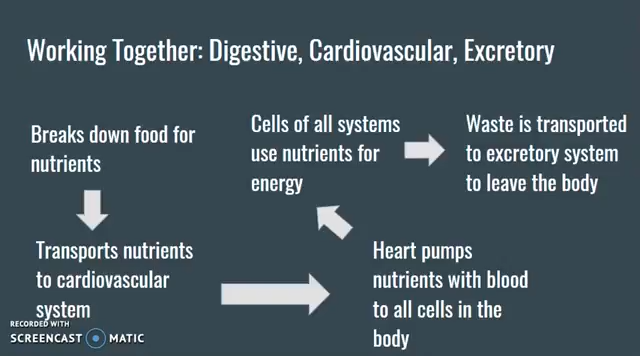 Working Together: Digestive, Cardiovascular, Excretory
Breaks down food for
nutrients
Transports nutrients
to cardiovascular
system
Heart pumps
nutrients with blood
to all cells in the
body
Cells of all systems
use nutrients for
energy
Waste is transported
to excretory system
to leave the body
RECORDED WITH
SCREENCAST MATIC